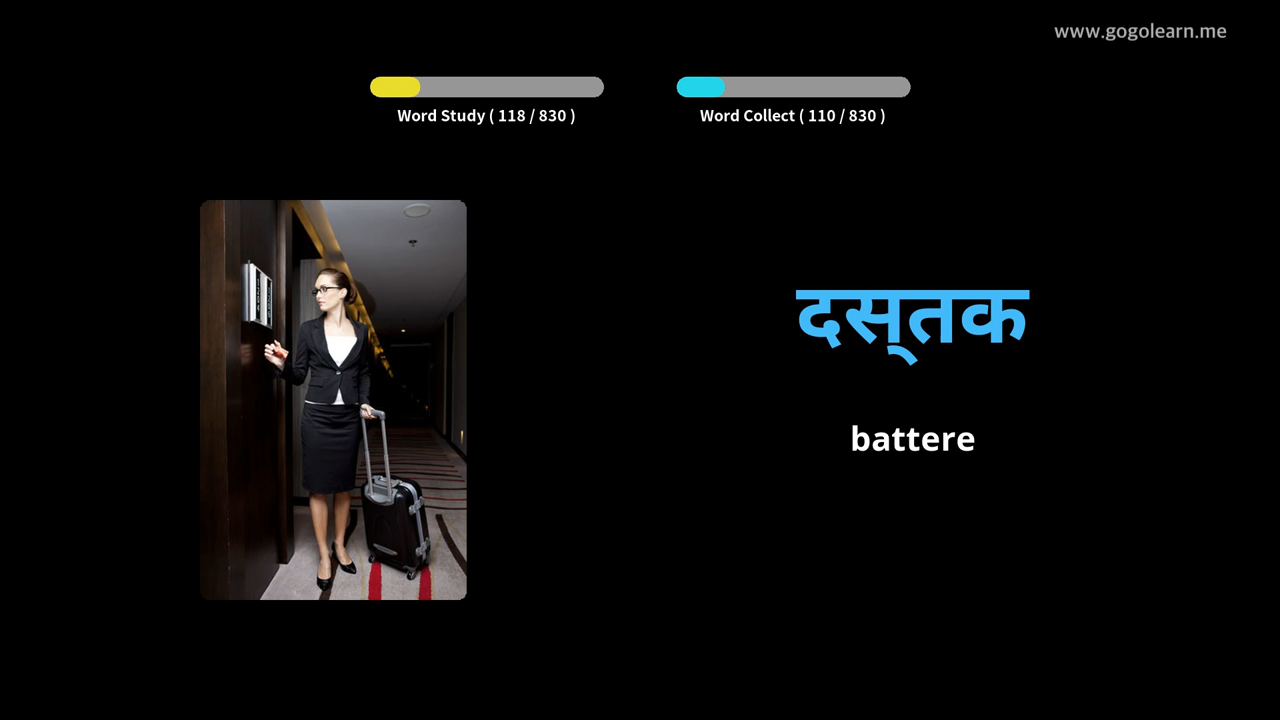 www.gogolearn.me
Word Study ( 118 / 830 )
Word Collect ( 110 / 830 )
दस्‌तक
battere